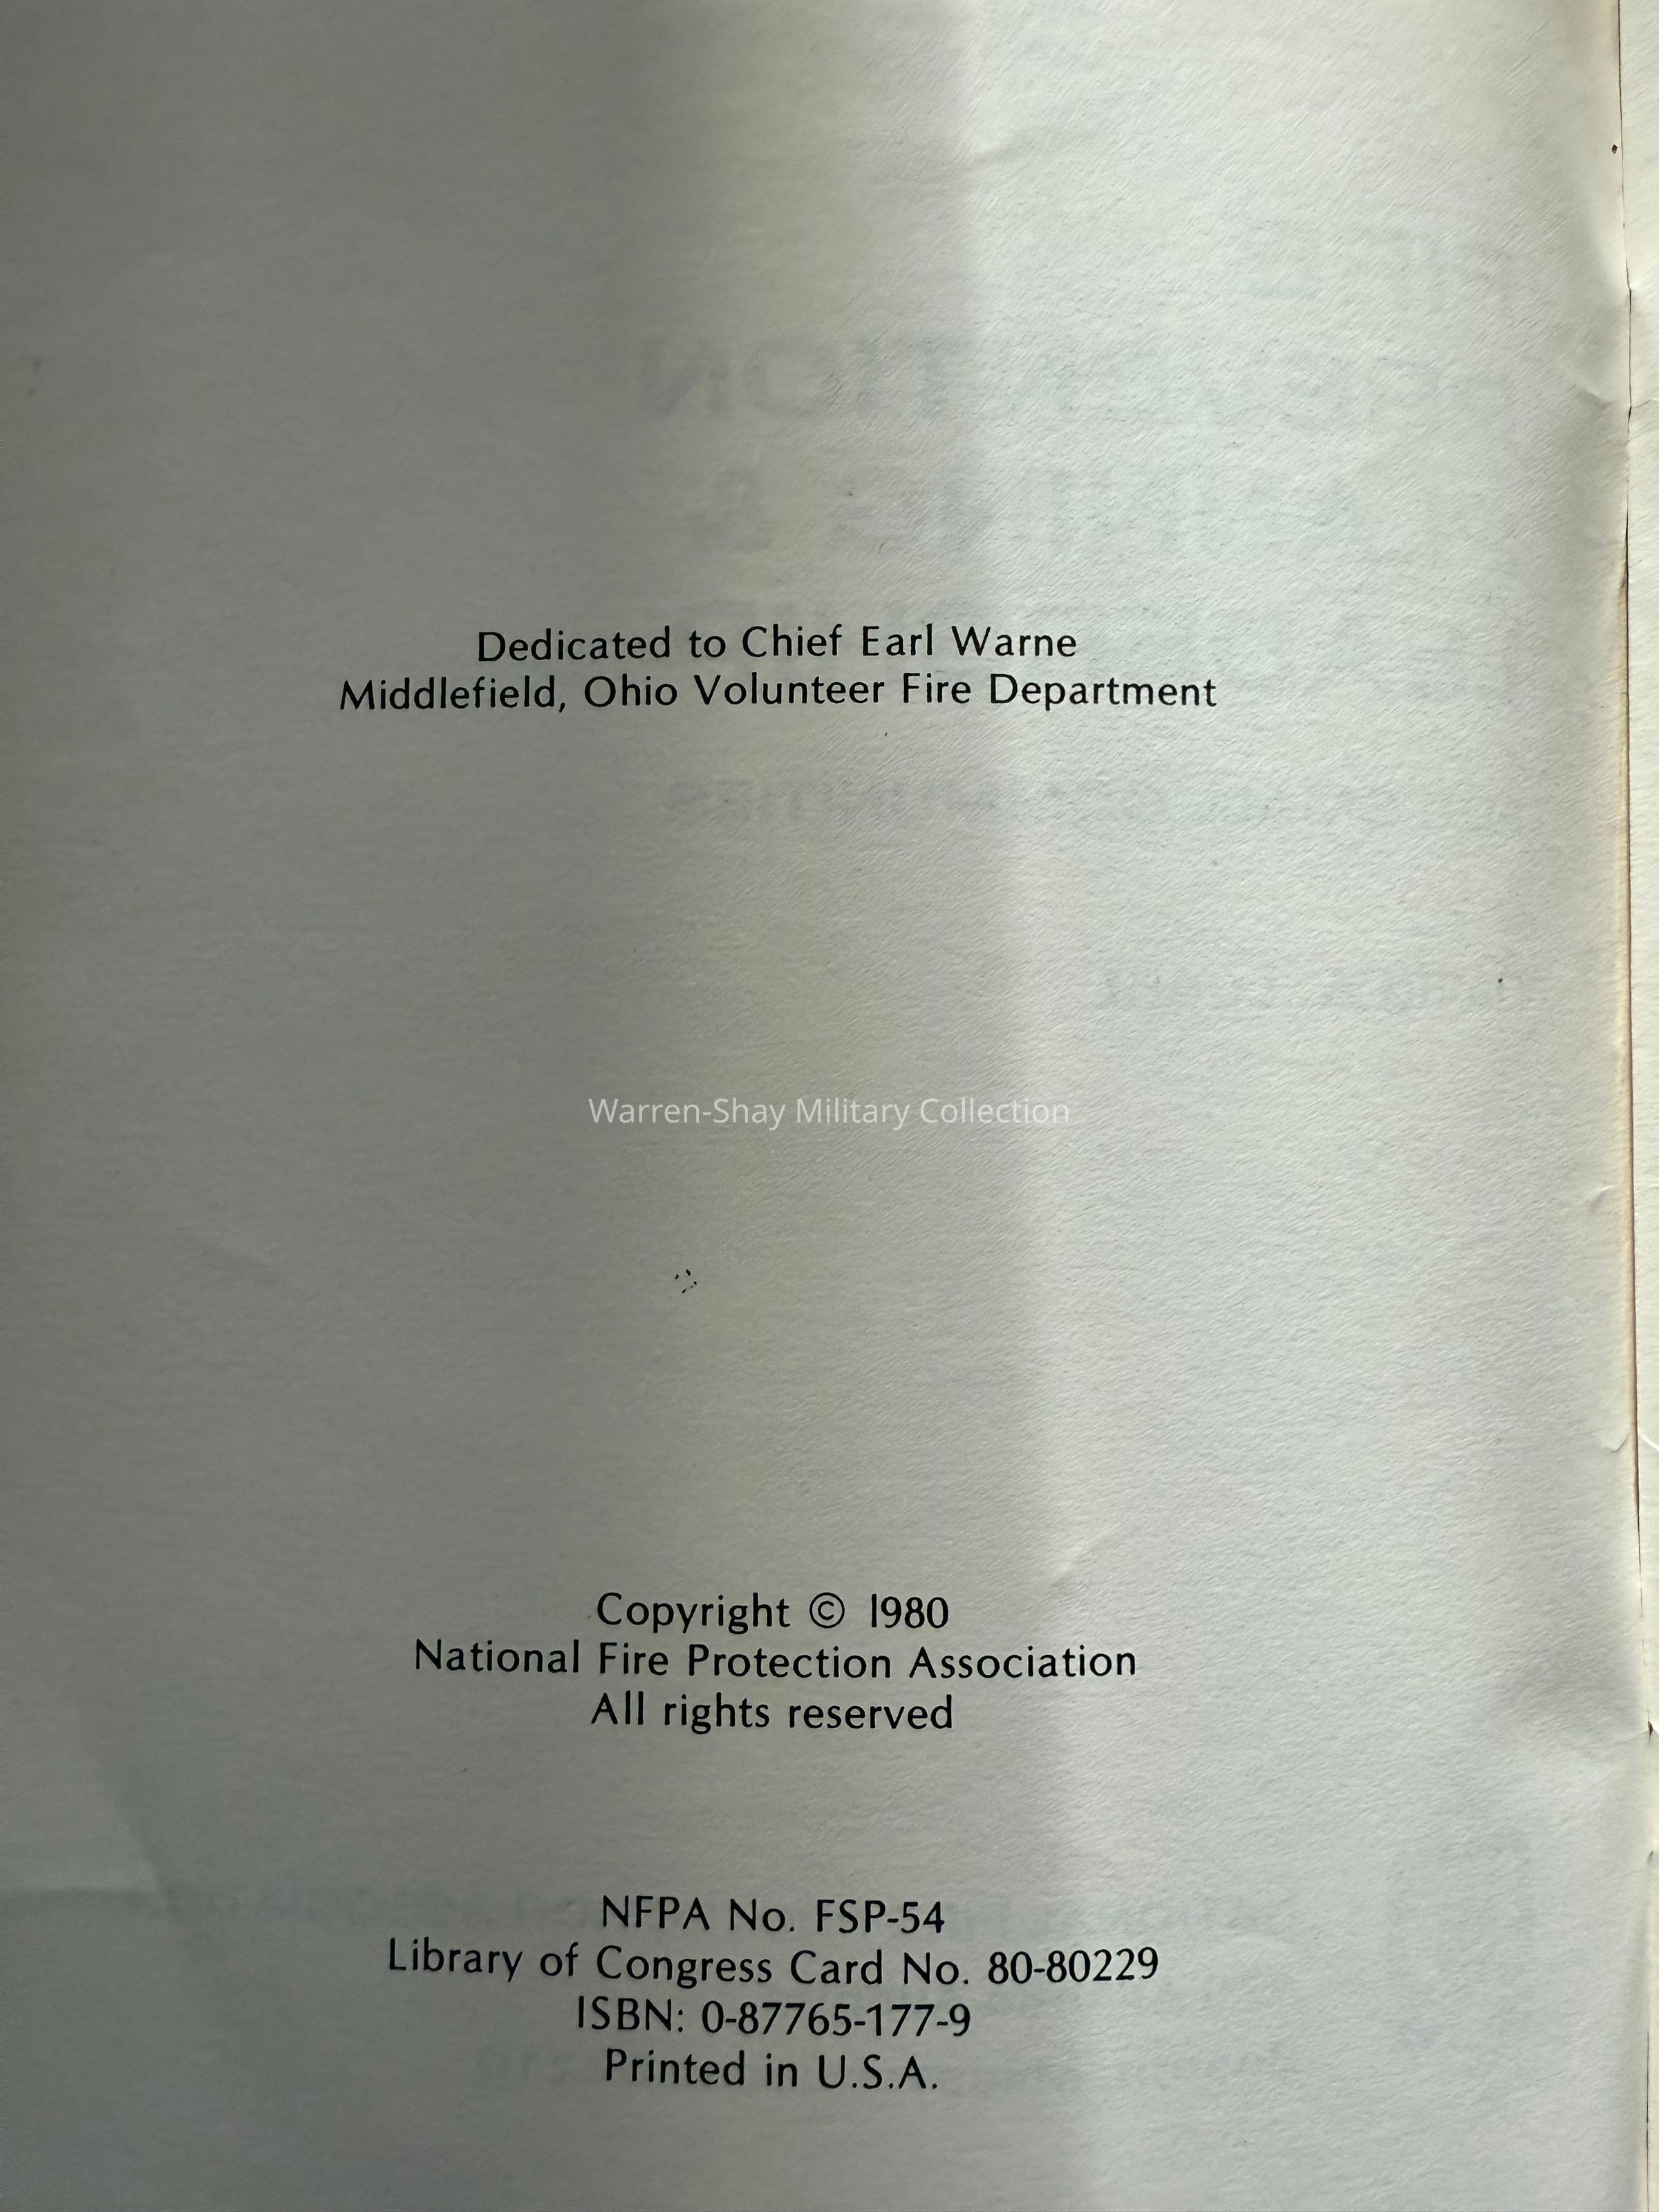 Dedicated to Chief Earl Warne
Middlefield, Ohio Volunteer Fire Department
Warren-Shay Military Collection
Copyright © 1980
National Fire Protection Association
All rights reserved
NFPA No. FSP-54
Library of Congress Card No. 80-80229
ISBN: 0-87765-177-9
Printed in U.S.A.